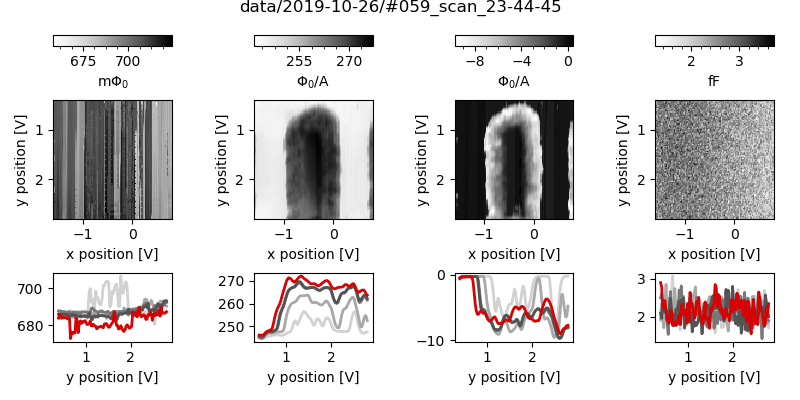 data/2019-10-26/#059_scan_23-44-45
675 700
255 270
−8 −4 0
2 3
mΦ0
Φ0/A
Φ0/A
fF
y position [V]
1
2
−1 0
x position [V]
y position [V]
1
2
−1 0
x position [V]
y position [V]
1
2
−1 0
x position [V]
y position [V]
1
2
−1 0
x position [V]
700
680
1 2
y position [V]
270
260
250
1 2
y position [V]
0
−10
1 2
y position [V]
3
2
1 2
y position [V]